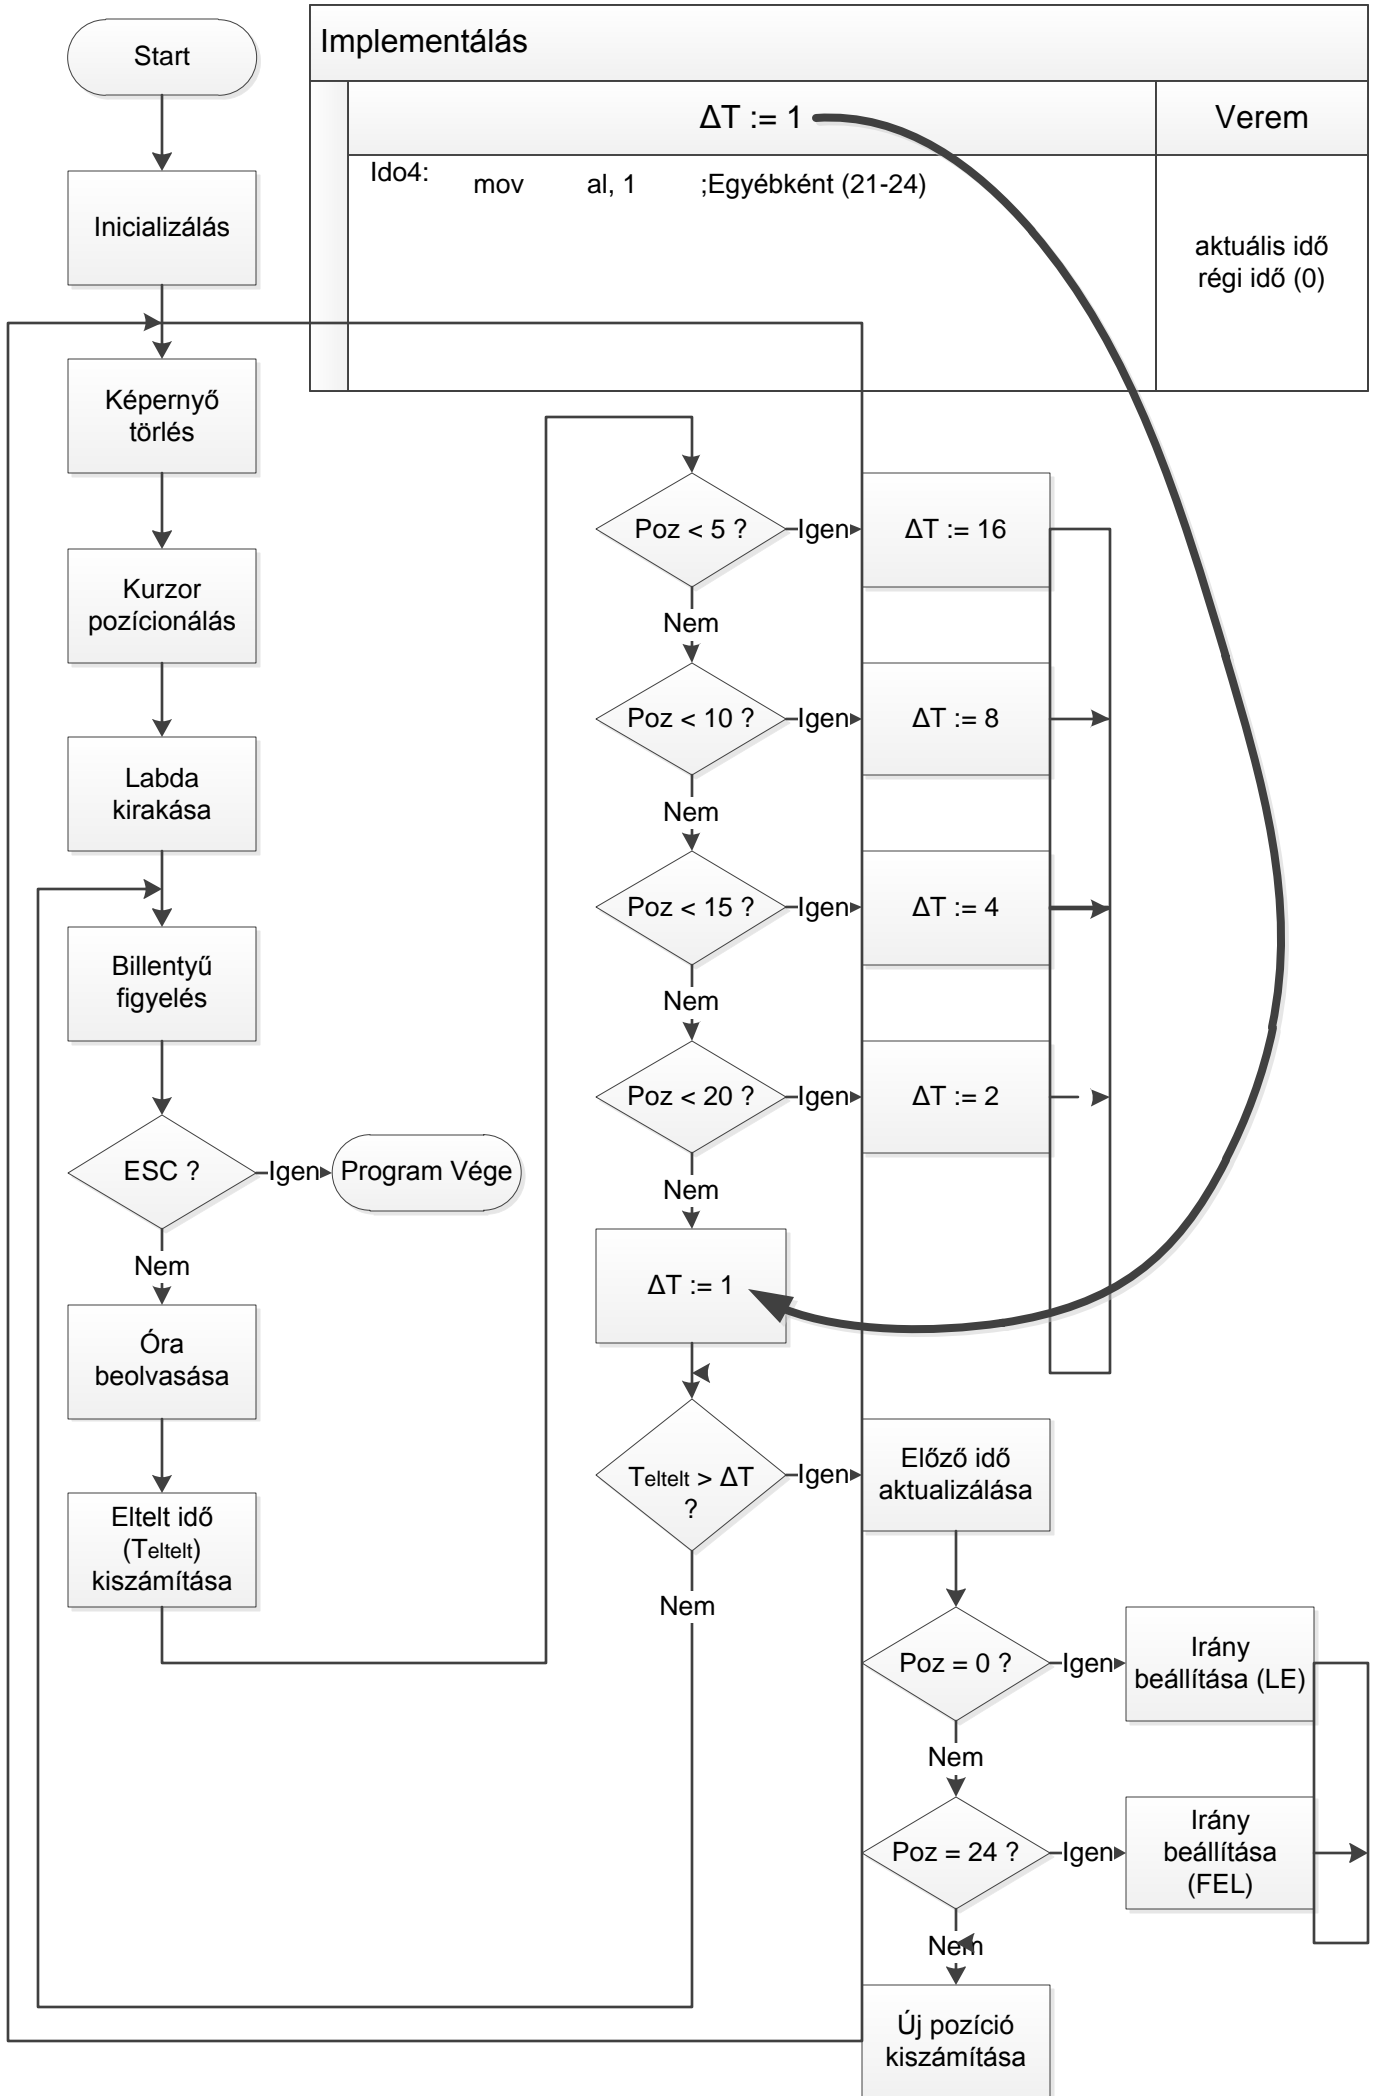 Start
Implementálás
ΔT := 1
Verem
Ido4: mov al, 1 ;Egyébként (21-24)
aktuális idő
régi idő (0)
Inicializálás
Képernyő
törlés
Kurzor
pozícionálás
Labda
kirakása
Billentyű
figyelés
ESC ?
Igen
Program Vége
Nem
Óra
beolvasása
Eltelt idő
(Teltelt)
kiszámítása
Poz < 5 ?
Igen
ΔT := 16
Nem
Poz < 10 ?
Igen
ΔT := 8
Nem
Poz < 15 ?
Igen
ΔT := 4
Nem
Poz < 20 ?
Igen
ΔT := 2
Nem
ΔT := 1
Teltelt > ΔT
?
Igen
Előző idő
aktualizálása
Nem
Poz = 0 ?
Igen
Irány
beállítása (LE)
Nem
Poz = 24 ?
Igen
Irány
beállítása
(FEL)
Nem
Új pozíció
kiszámítása